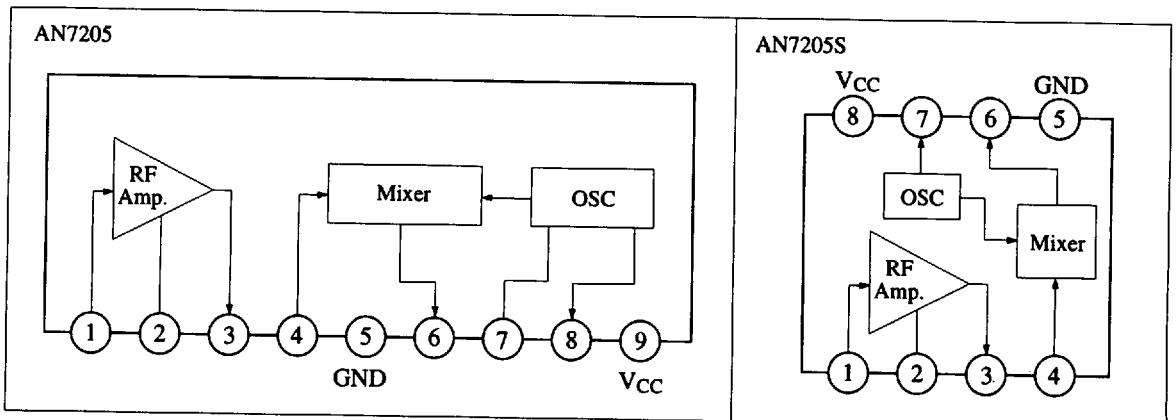 AN7205
RF
Amp.
Mixer
OSC
1 2 3 4 5 6 7 8 9
GND
VCC
AN7205S
VCC
GND
8 7 6 5
OSC
Mixer
RF
Amp.
1 2 3 4